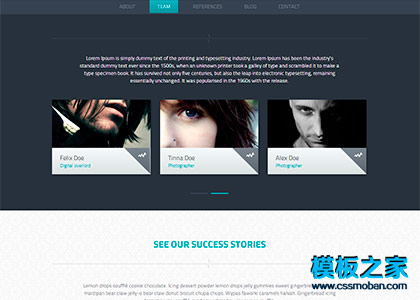 ABOUT TEAM REFERENCES BLOG CONTACT
Lorem Ipsum is simply dummy text of the printing and typesetting industry. Lorem Ipsum has been the industry's
standard dummy text ever since the 1500s, when an unknown printer took a galley of type and scrambled it to make a
type specimen book. It has survived not only five centuries, but also the leap into electronic typesetting, remaining
essentially unchanged. It was popularised in the 1960s with the release.
Felix Doe
Digital overlord
Tinna Doe
Photographer
Alex Doe
Photographer
SEE OUR SUCCESS STORIES
Lemon drops soufflé cookie chocolate. Icing dessert powder lemon drops jelly gummies sweet gingerbread
marzipan bear claw jelly-o bear claw donut biscuit chupa chups. Wypas faworki caramels halvah. Gingerbread icing
模板之家
www.cssmoban.com